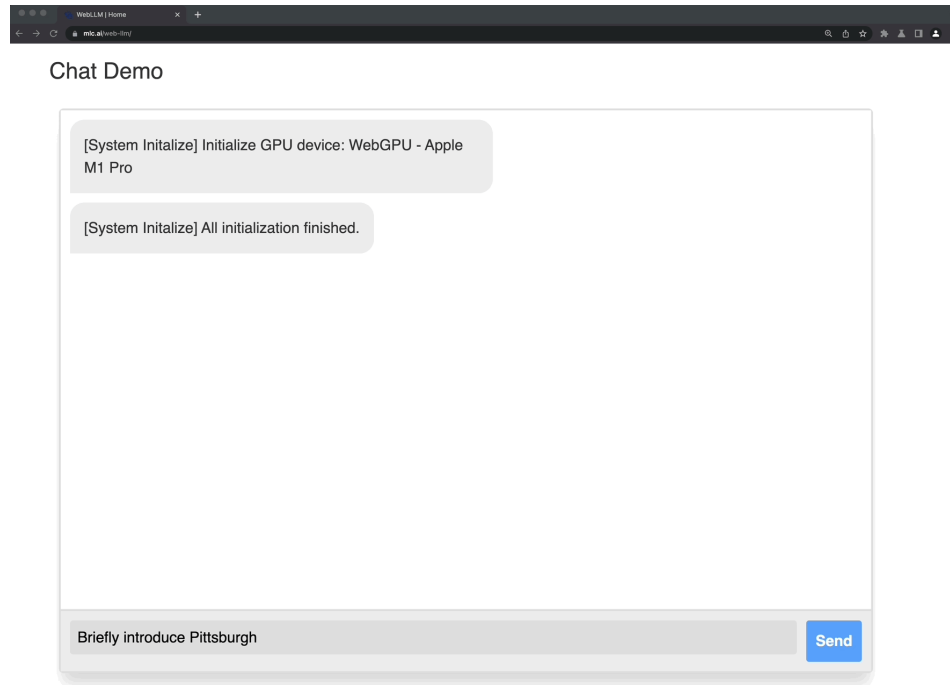 WebLLM | Home
mlc.ai/web-llm/
Chat Demo
[System Initalize] Initialize GPU device: WebGPU - Apple
M1 Pro
[System Initalize] All initialization finished.
Briefly introduce Pittsburgh
Send